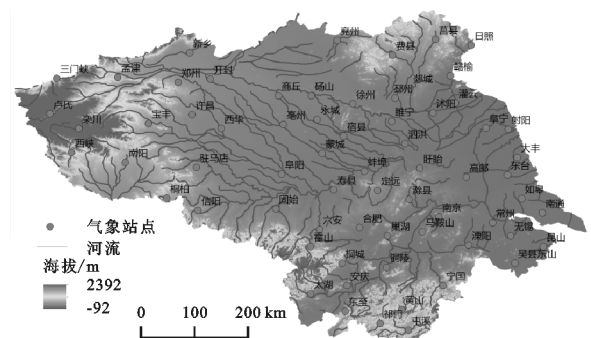 新乡
兖州
莒县
日照
费县
三门峡
孟津
郑州
开封
赣榆
郯城
商丘
砀山
徐州
邳州
灌云
卢氏
栾川
宝丰
许昌
西华
亳州
永城
宿县
睢宁
沭阳
泗洪
阜宁
射阳
西峡
南阳
驻马店
阜阳
蒙城
蚌埠
盱眙
大丰
高邮
东台
桐柏
信阳
固始
寿县
定远
滁县
如皋
南通
六安
合肥
巢湖
南京
马鞍山
常州
无锡
溧阳
昆山
霍山
桐城
铜陵
吴县东山
太湖
安庆
宁国
东至
黄山
祁门
屯溪
气象站点
河流
海拔/m
2392
-92
0 100 200 km